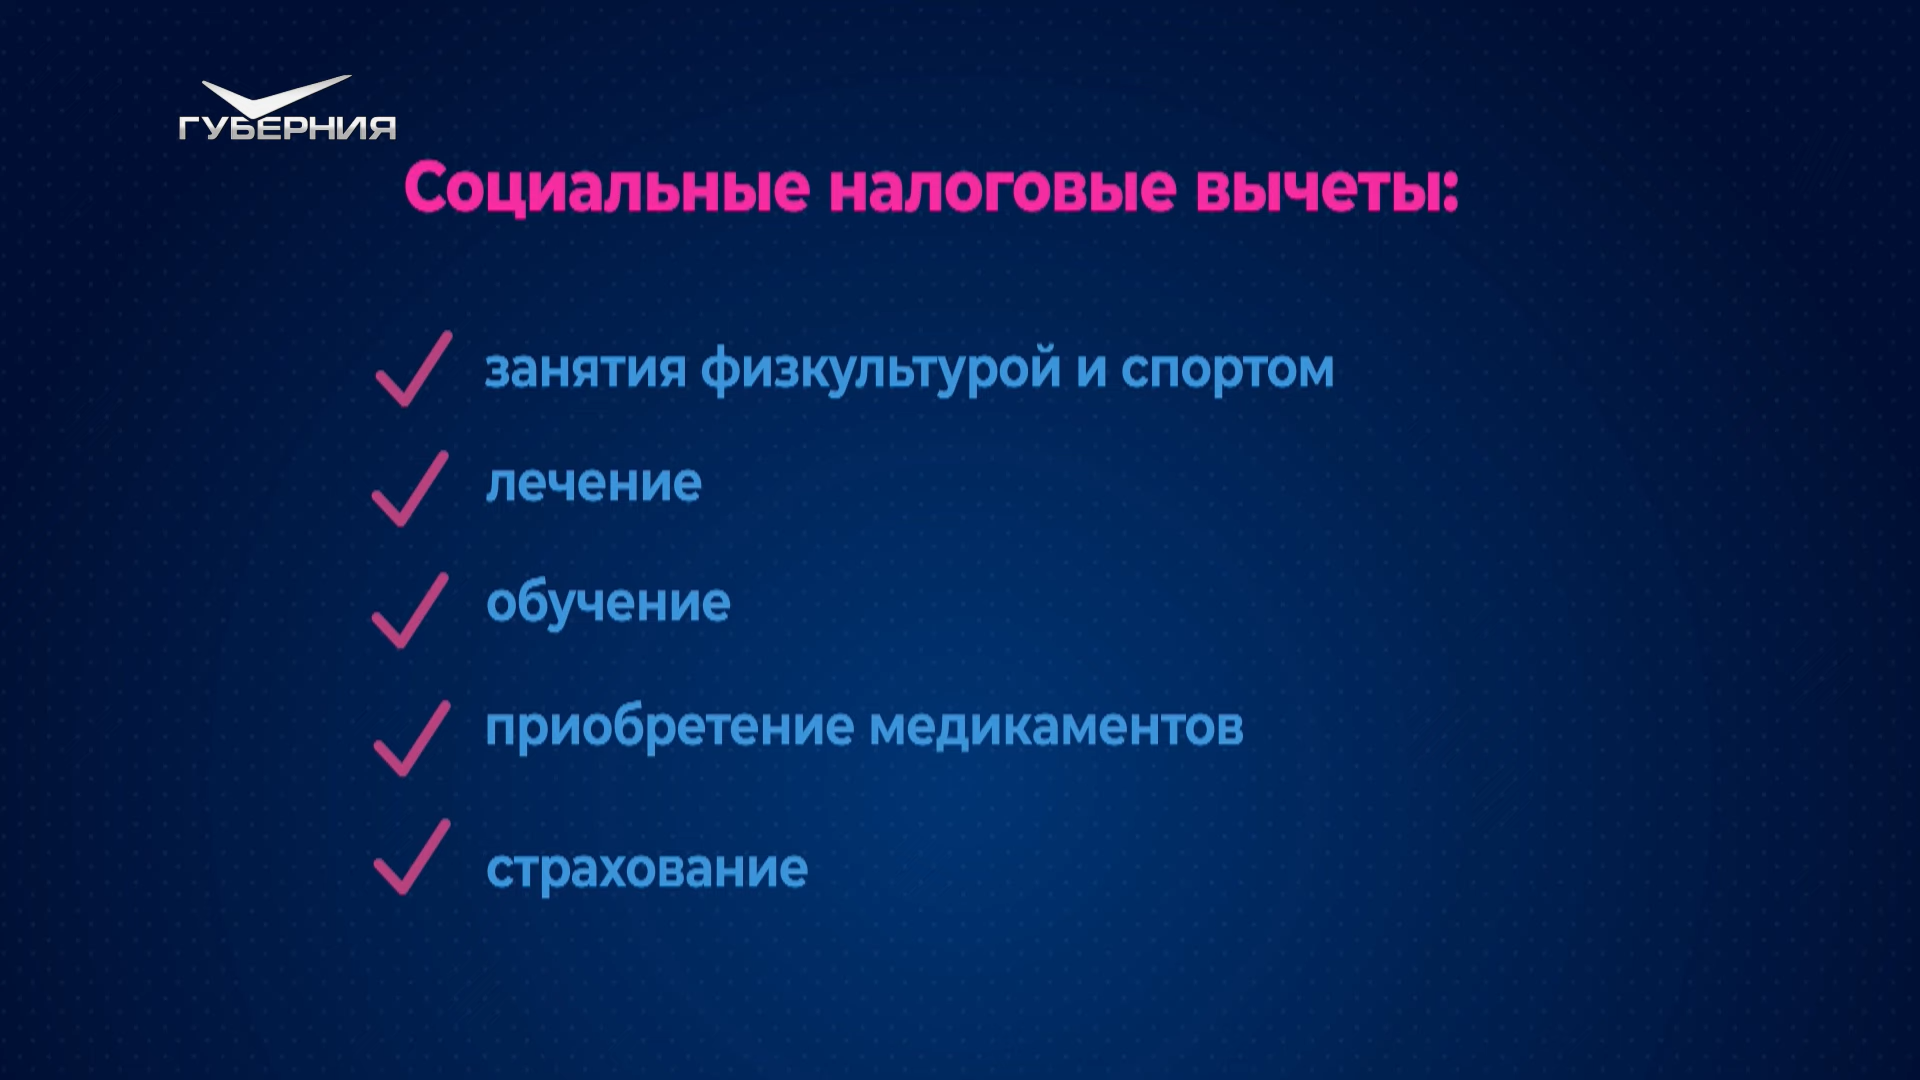 ГУБЕРНИЯ
Социальные налоговые вычеты:
занятия физкультурой и спортом
лечение
обучение
приобретение медикаментов
страхование